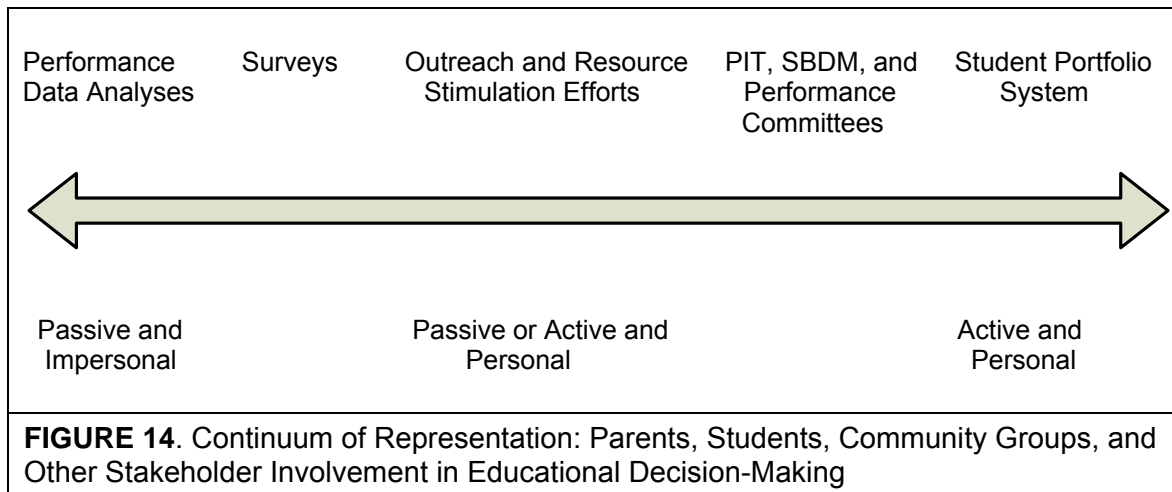 Performance
Data Analyses
Surveys
Outreach and Resource
Stimulation Efforts
PIT, SBDM, and
Performance
Committees
Student Portfolio
System
Passive and
Impersonal
Passive or Active and
Personal
Active and
Personal
FIGURE 14. Continuum of Representation: Parents, Students, Community Groups, and
Other Stakeholder Involvement in Educational Decision-Making